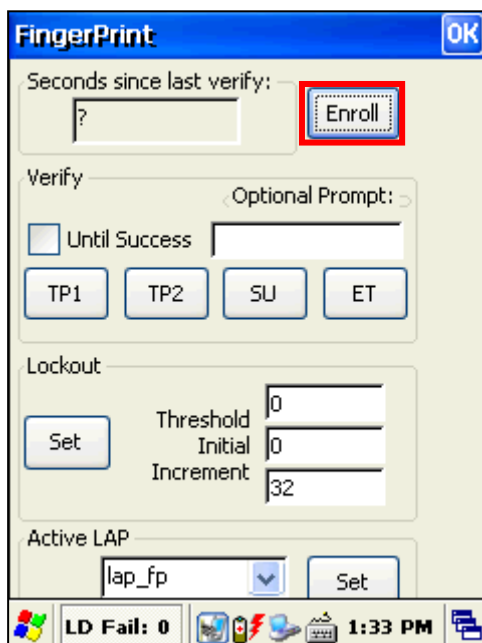 FingerPrint OK
Seconds since last verify:
? Enroll
Verify
Optional Prompt:
Until Success
TP1 TP2 SU ET
Lockout
Threshold 0
Set Initial 0
Increment 32
Active LAP
lap_fp Set
LD Fail: 0 1:33 PM